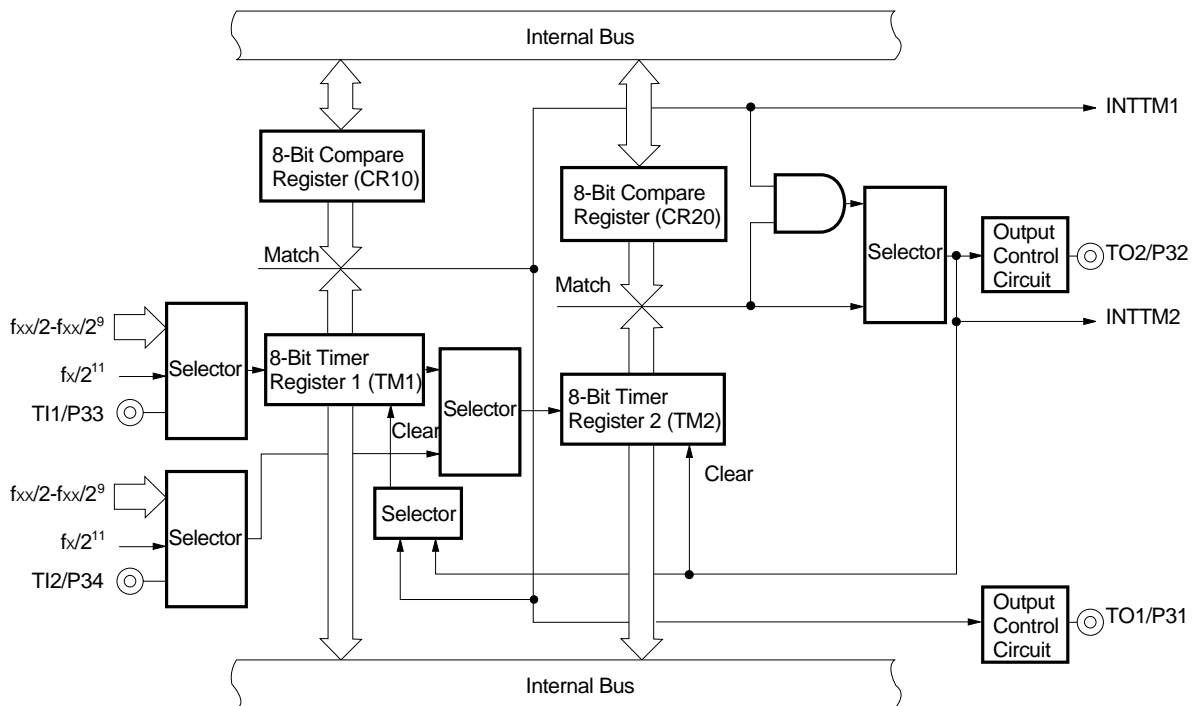 Internal Bus
INTTM1
8-Bit Compare
Register (CR10)
8-Bit Compare
Register (CR20)
Selector
Output
Control
Circuit
TO2/P32
Match
Match
INTTM2
fxx/2-fxx/2⁹
fx/2¹¹
TI1/P33
Selector
8-Bit Timer
Register 1 (TM1)
Selector
8-Bit Timer
Register 2 (TM2)
Clear
Clear
fxx/2-fxx/2⁹
fx/2¹¹
TI2/P34
Selector
Selector
Output
Control
Circuit
TO1/P31
Internal Bus